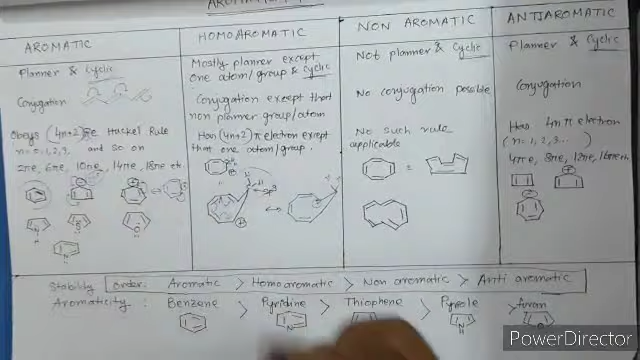 AROMATIC
Planner & Cyclic
Conjugation
Obeys (4n+2)πe Hackel Rule
n = 0,1,2,3, and so on
2πe, 6πe, 10πe, 14πe, 18πe etc.
HOMOAROMATIC
Mostly planner except
one atom/group & Cyclic
Conjugation except that
non planner group/atom
Has (4n+2) π electron except
that one atom/group.
NON AROMATIC
Not planner & Cyclic
No conjugation possible
No such rule
applicable
ANTIAROMATIC
Planner & Cyclic
Conjugation
Has 4n π electron
(n = 1, 2, 3... )
4πe, 8πe, 12πe, 16πe
Stability Order: Aromatic > Homoaromatic > Non aromatic > Anti aromatic
Aromaticity : Benzene > Pyridine > Thiophene > Pyrrole > furan
PowerDirector